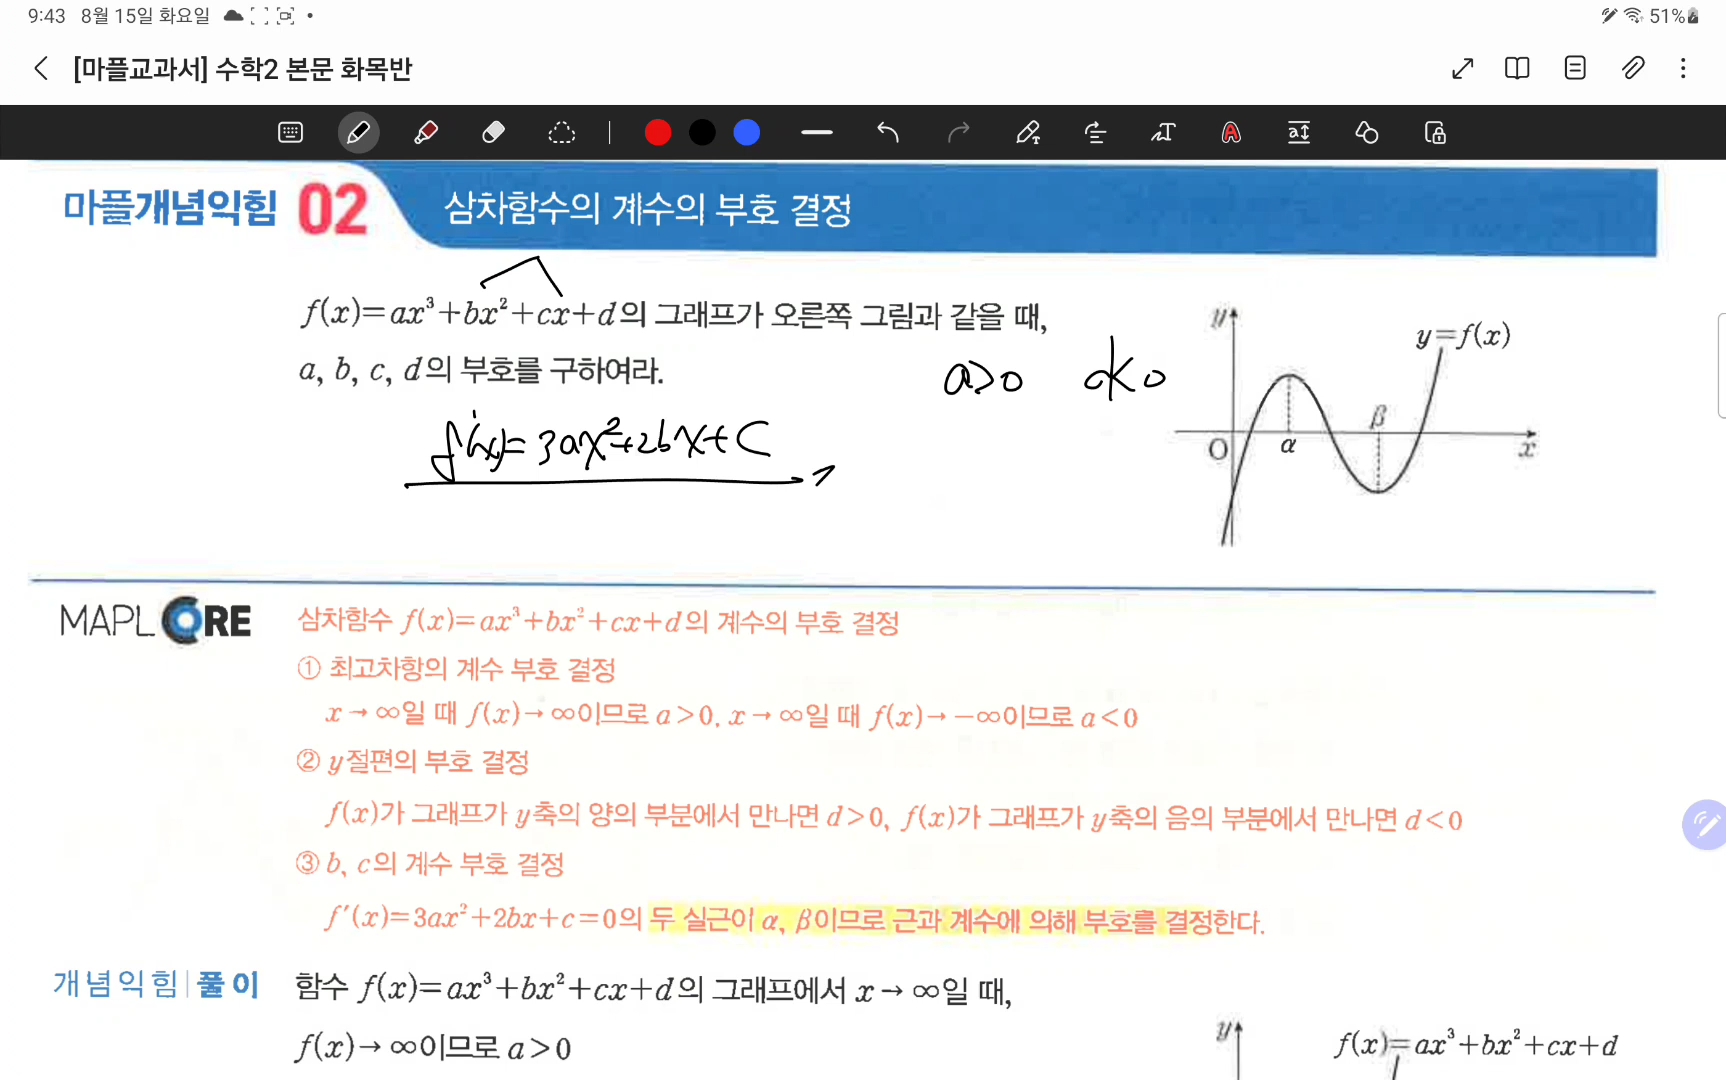 9:43 8월 15일 화요일
51%
[마플교과서] 수학2 본문 화목반
마플개념익힘 02 삼차함수의 계수의 부호 결정
f(x)=ax³+bx²+cx+d의 그래프가 오른쪽 그림과 같을 때,
a, b, c, d의 부호를 구하여라.
a>0 d<0
f'(x)=3ax²+2bx+C
y
y=f(x)
β
O
α
x
MAPL CORE
삼차함수 f(x)=ax³+bx²+cx+d의 계수의 부호 결정
① 최고차항의 계수 부호 결정
x→∞일 때 f(x)→∞이므로 a>0, x→∞일 때 f(x)→-∞이므로 a<0
② y절편의 부호 결정
f(x)가 그래프가 y축의 양의 부분에서 만나면 d>0, f(x)가 그래프가 y축의 음의 부분에서 만나면 d<0
③ b, c의 계수 부호 결정
f'(x)=3ax²+2bx+c=0의 두 실근이 α, β이므로 근과 계수에 의해 부호를 결정한다.
개념익힘|풀이 함수 f(x)=ax³+bx²+cx+d의 그래프에서 x→∞일 때,
f(x)→∞이므로 a>0
y
f(x)=ax³+bx²+cx+d